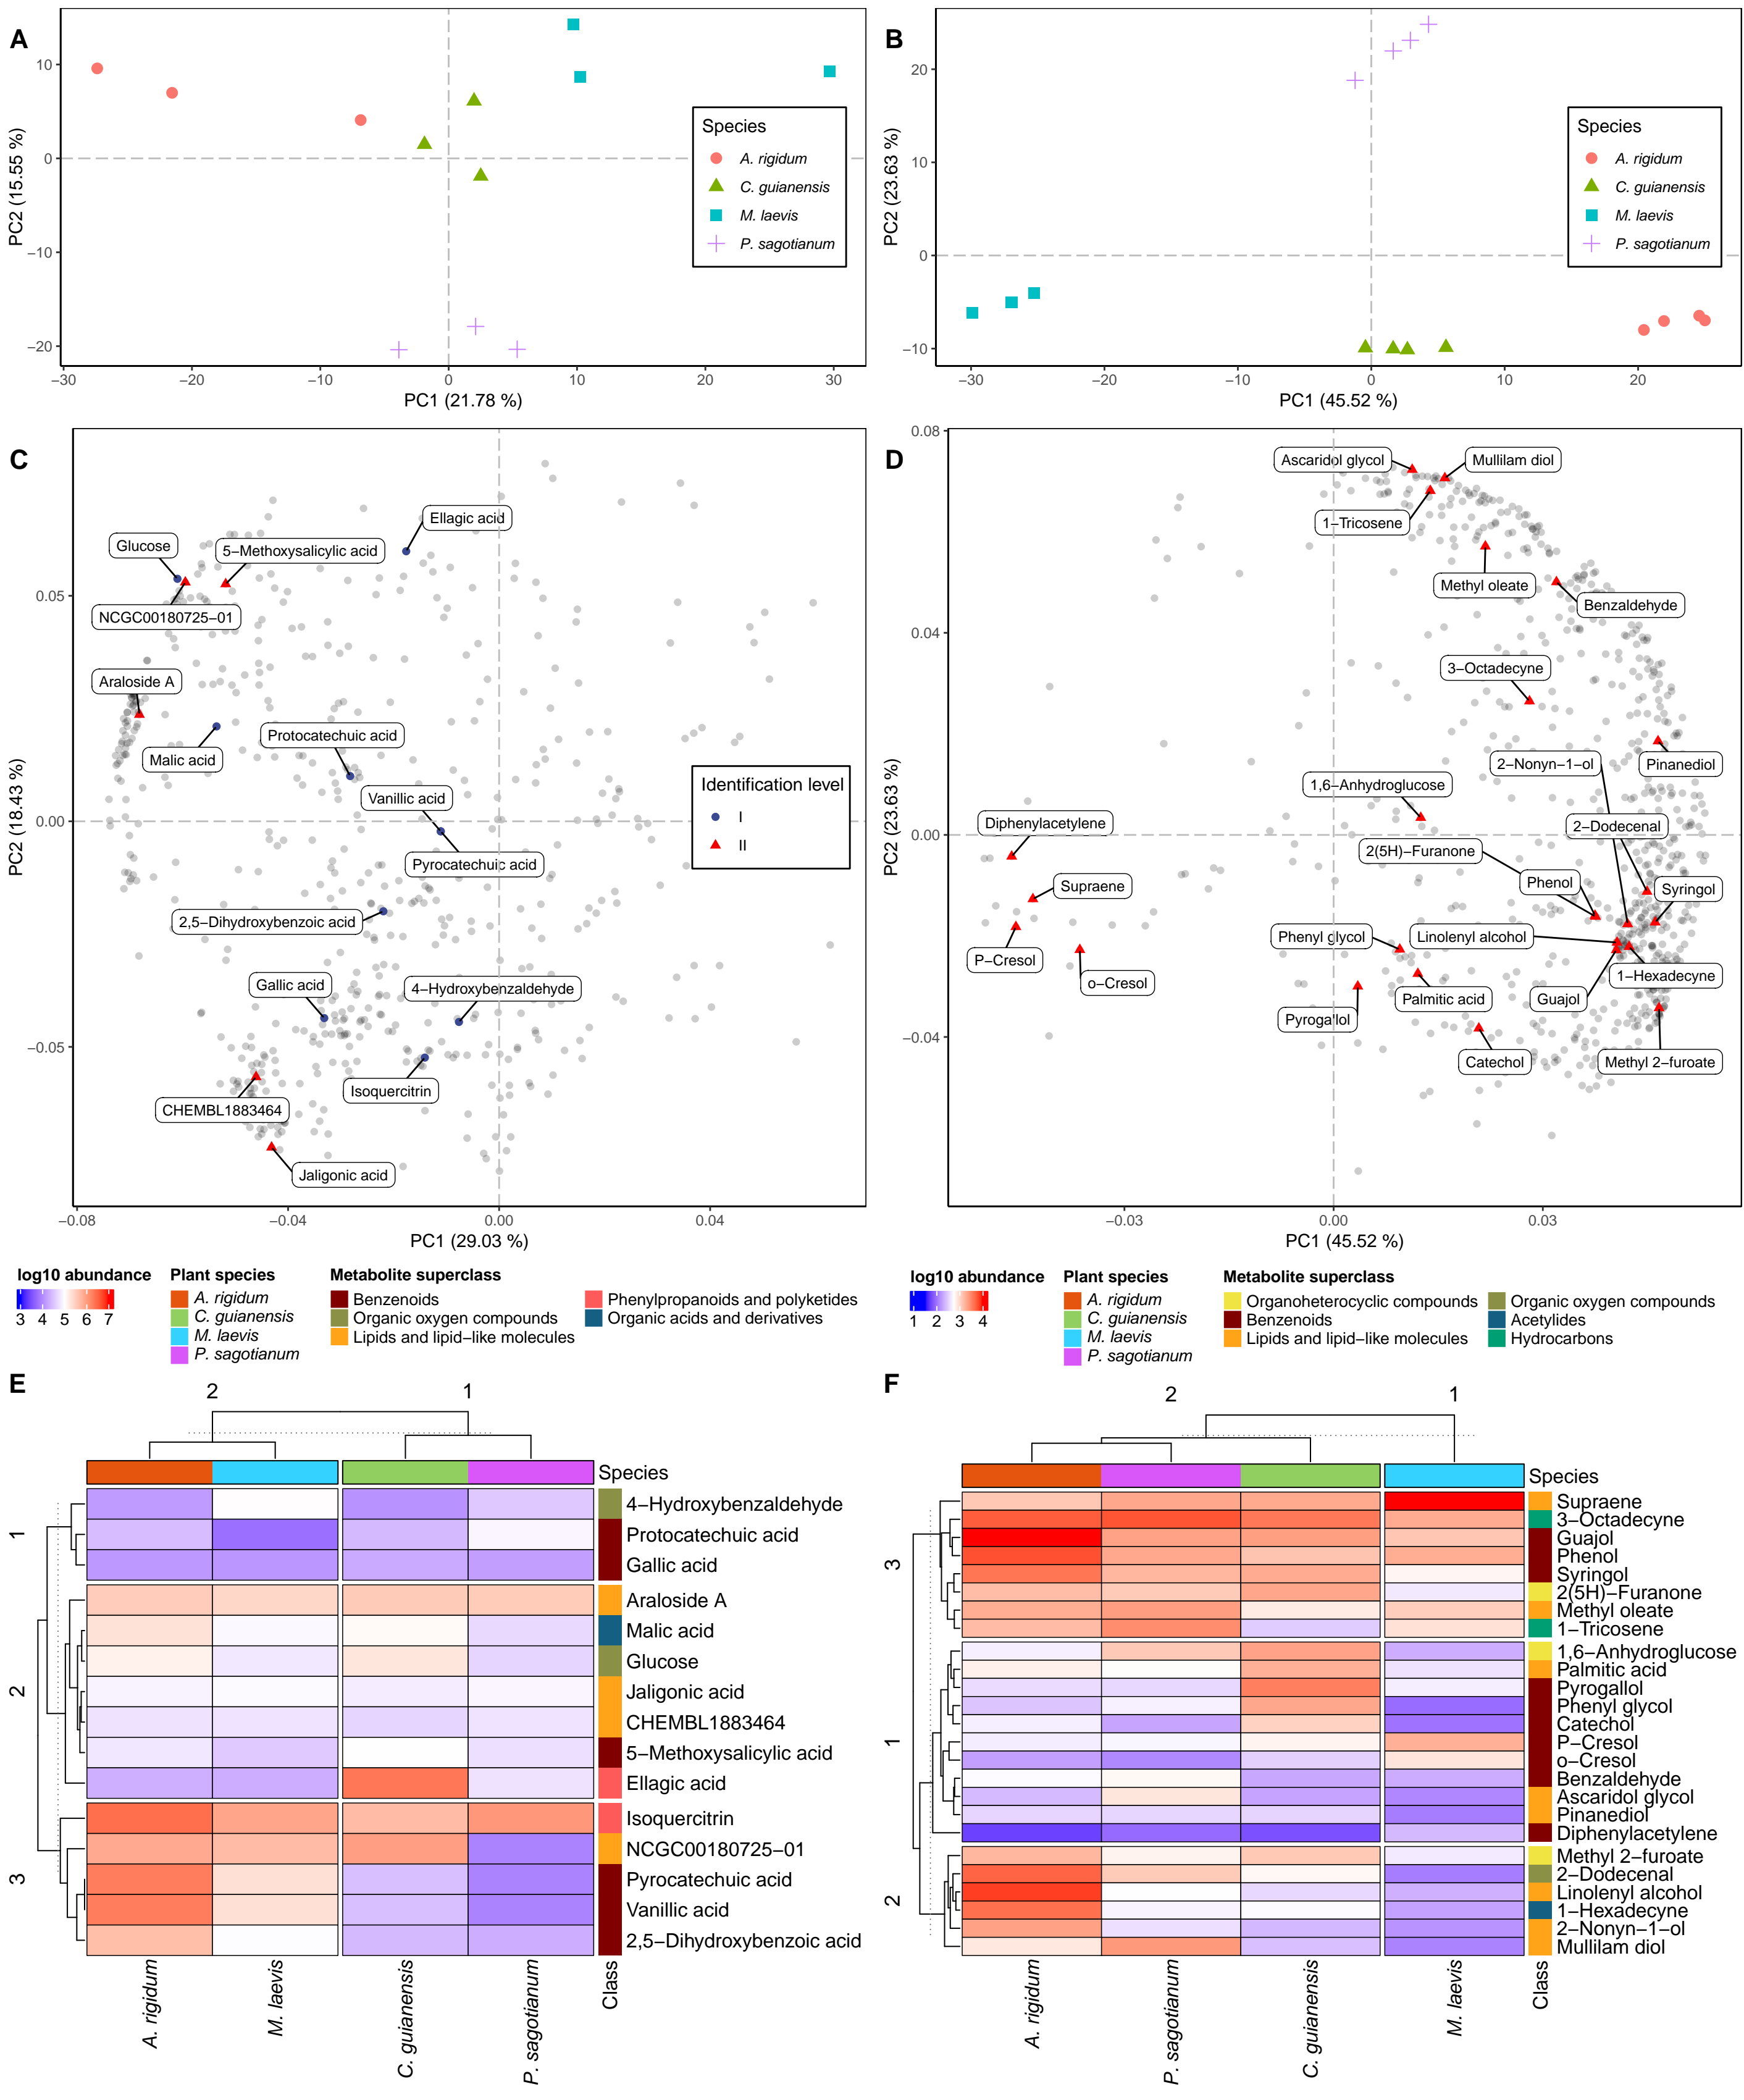 A
10
0
−10
−20
PC2 (15.55 %)
−30
−20
−10
0
10
20
30
PC1 (21.78 %)
Species
A. rigidum
C. guianensis
M. laevis
P. sagotianum
B
20
10
0
−10
PC2 (23.63 %)
−30
−20
−10
0
10
20
PC1 (45.52 %)
Species
A. rigidum
C. guianensis
M. laevis
P. sagotianum
C
Ellagic acid
Glucose
5−Methoxysalicylic acid
NCGC00180725−01
Araloside A
Malic acid
Protocatechuic acid
Vanillic acid
Pyrocatechuic acid
2,5−Dihydroxybenzoic acid
Gallic acid
4−Hydroxybenzaldehyde
Isoquercitrin
CHEMBL1883464
Jaligonic acid
Identification level
I
II
0.05
0.00
−0.05
PC2 (18.43 %)
−0.08
−0.04
0.00
0.04
PC1 (29.03 %)
D
Ascaridol glycol
Mullilam diol
1−Tricosene
Methyl oleate
Benzaldehyde
3−Octadecyne
2−Nonyn−1−ol
Pinanediol
1,6−Anhydroglucose
Diphenylacetylene
2−Dodecenal
2(5H)−Furanone
Supraene
Phenol
Syringol
Phenyl glycol
Linolenyl alcohol
P−Cresol
o−Cresol
1−Hexadecyne
Palmitic acid
Guajol
Pyrogallol
Catechol
Methyl 2−furoate
0.08
0.04
0.00
−0.04
PC2 (23.63 %)
−0.03
0.00
0.03
PC1 (45.52 %)
log10 abundance
3 4 5 6 7
Plant species
A. rigidum
C. guianensis
M. laevis
P. sagotianum
Metabolite superclass
Benzenoids
Organic oxygen compounds
Lipids and lipid−like molecules
Phenylpropanoids and polyketides
Organic acids and derivatives
log10 abundance
1 2 3 4
Plant species
A. rigidum
C. guianensis
M. laevis
P. sagotianum
Metabolite superclass
Organoheterocyclic compounds
Benzenoids
Lipids and lipid−like molecules
Organic oxygen compounds
Acetylides
Hydrocarbons
E
2
1
Species
1
4−Hydroxybenzaldehyde
Protocatechuic acid
Gallic acid
2
Araloside A
Malic acid
Glucose
Jaligonic acid
CHEMBL1883464
5−Methoxysalicylic acid
Ellagic acid
3
Isoquercitrin
NCGC00180725−01
Pyrocatechuic acid
Vanillic acid
2,5−Dihydroxybenzoic acid
A. rigidum
M. laevis
C. guianensis
P. sagotianum
Class
F
2
1
Species
3
Supraene
3−Octadecyne
Guajol
Phenol
Syringol
2(5H)−Furanone
Methyl oleate
1−Tricosene
1
1,6−Anhydroglucose
Palmitic acid
Pyrogallol
Phenyl glycol
Catechol
P−Cresol
o−Cresol
Benzaldehyde
Ascaridol glycol
Pinanediol
Diphenylacetylene
2
Methyl 2−furoate
2−Dodecenal
Linolenyl alcohol
1−Hexadecyne
2−Nonyn−1−ol
Mullilam diol
A. rigidum
P. sagotianum
C. guianensis
M. laevis
Class